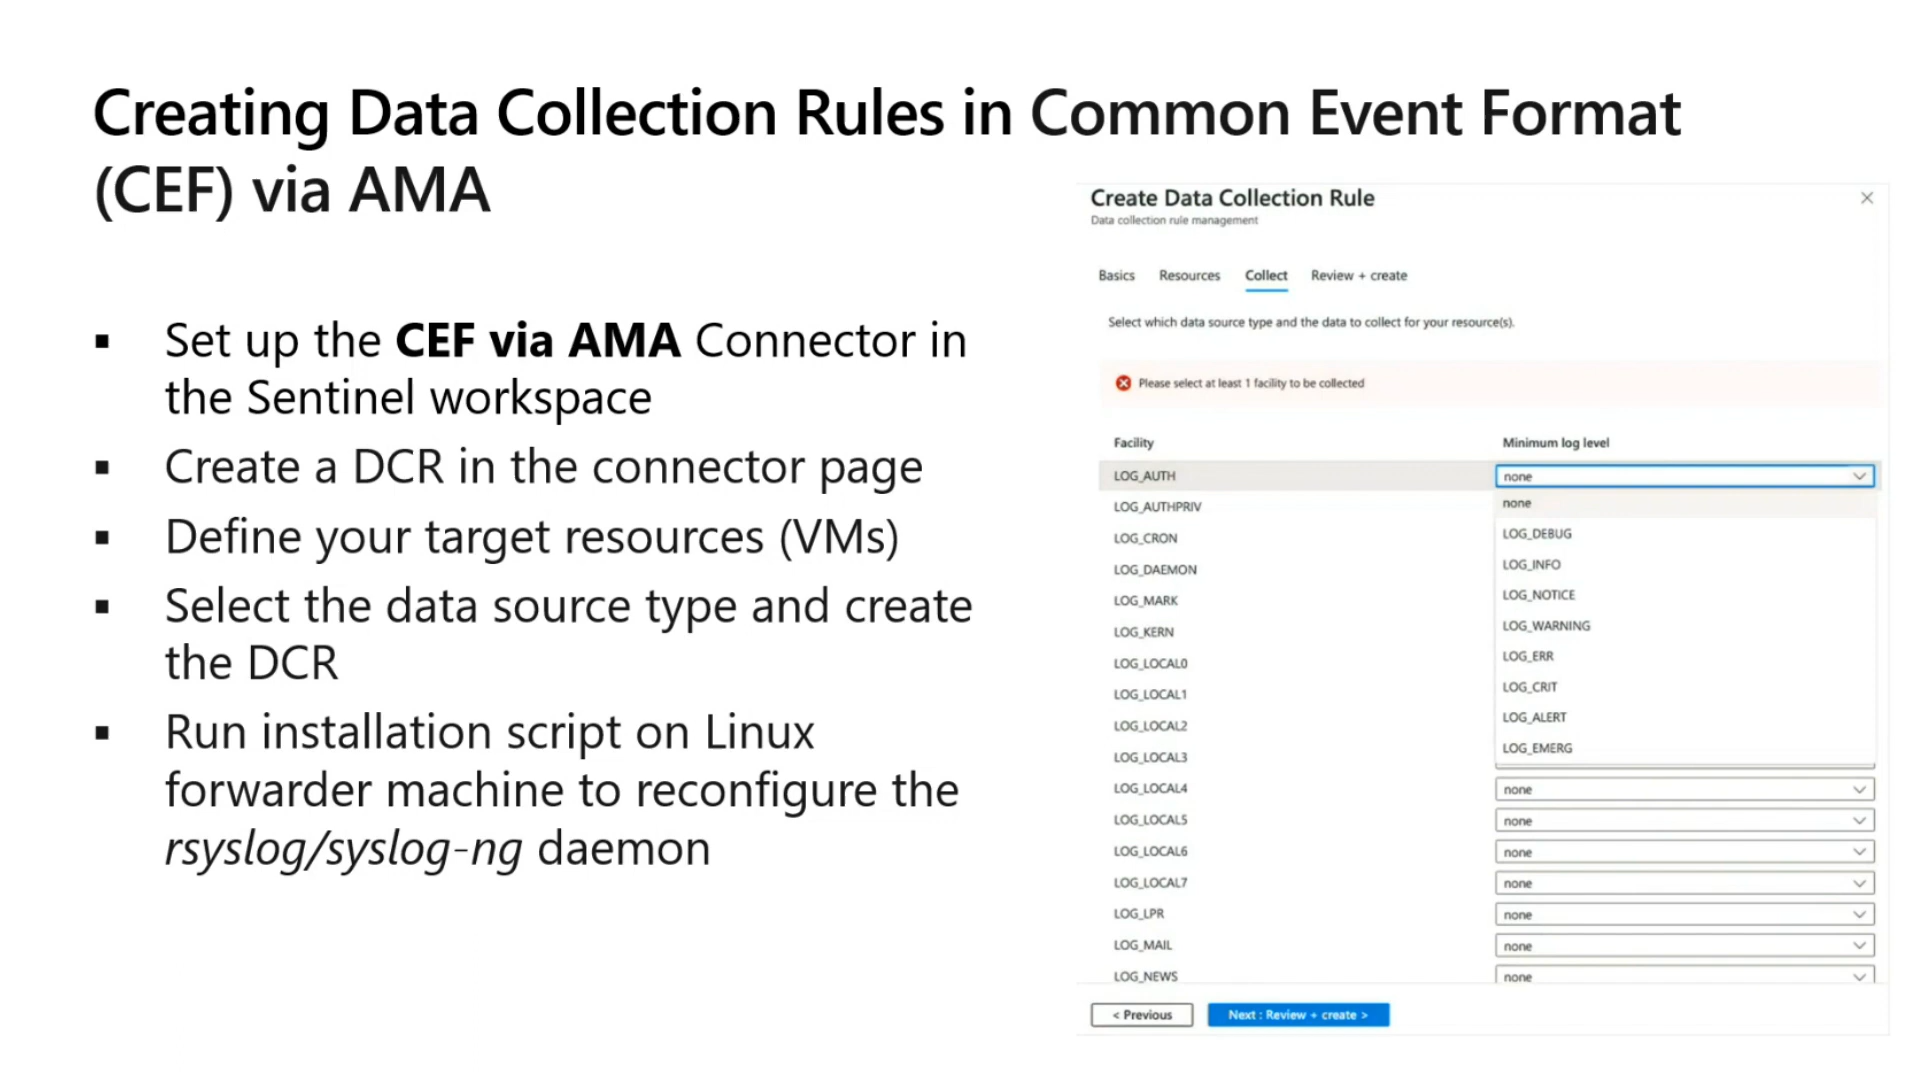 Creating Data Collection Rules in Common Event Format
(CEF) via AMA
▪ Set up the CEF via AMA Connector in
the Sentinel workspace
▪ Create a DCR in the connector page
▪ Define your target resources (VMs)
▪ Select the data source type and create
the DCR
▪ Run installation script on Linux
forwarder machine to reconfigure the
rsyslog/syslog-ng daemon
Create Data Collection Rule
Data collection rule management
Basics Resources Collect Review + create
Select which data source type and the data to collect for your resource(s).
Please select at least 1 facility to be collected
Facility Minimum log level
LOG_AUTH none
LOG_AUTHPRIV none
LOG_CRON LOG_DEBUG
LOG_DAEMON LOG_INFO
LOG_MARK LOG_NOTICE
LOG_KERN LOG_WARNING
LOG_LOCAL0 LOG_ERR
LOG_LOCAL1 LOG_CRIT
LOG_LOCAL2 LOG_ALERT
LOG_LOCAL3 LOG_EMERG
LOG_LOCAL4 none
LOG_LOCAL5 none
LOG_LOCAL6 none
LOG_LOCAL7 none
LOG_LPR none
LOG_MAIL none
LOG_NEWS none
< Previous Next : Review + create >